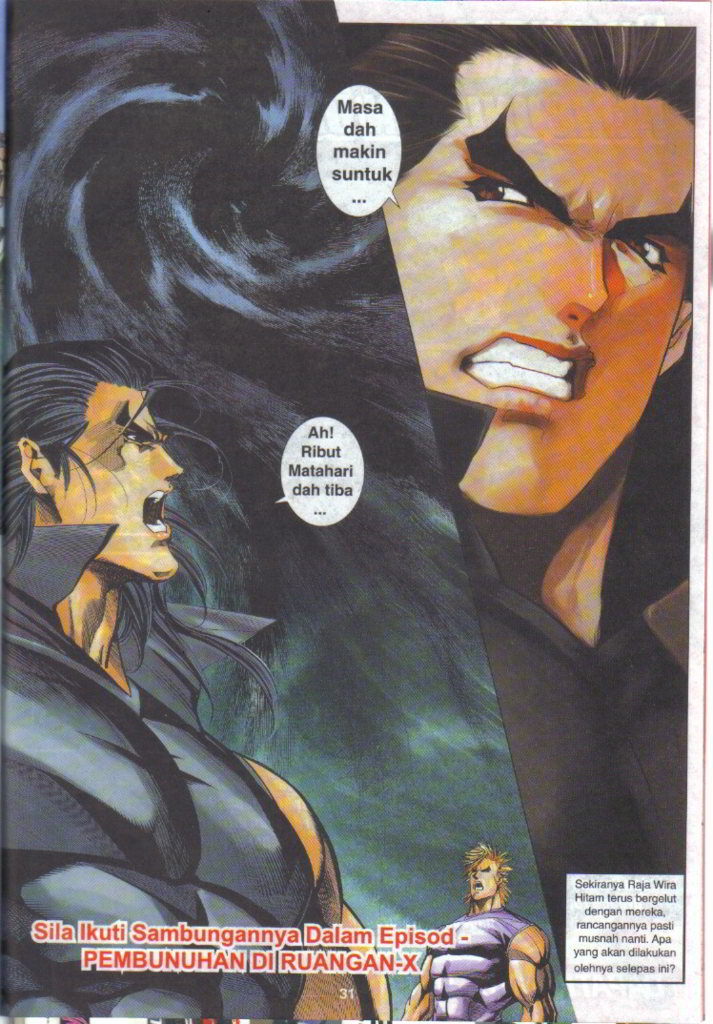 Masa
dah
makin
suntuk
...
Ah!
Ribut
Matahari
dah tiba
...
Sekiranya Raja Wira
Hitam terus bergelut
dengan mereka,
rancangannya pasti
musnah nanti. Apa
yang akan dilakukan
olehnya selepas ini?
Sila Ikuti Sambungannya Dalam Episod -
PEMBUNUHAN DI RUANGAN-X
31